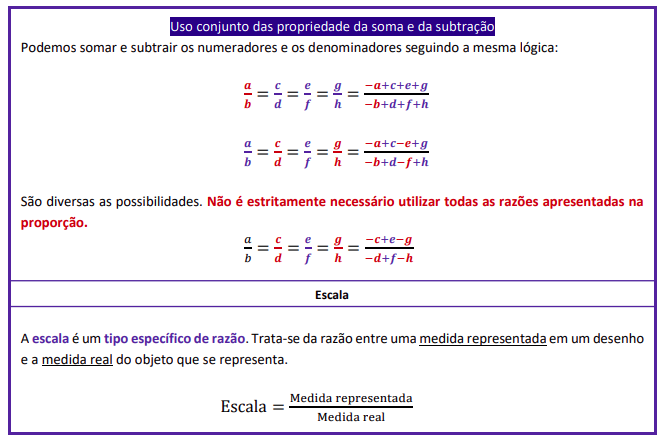 Uso conjunto das propriedade da soma e da subtração
Podemos somar e subtrair os numeradores e os denominadores seguindo a mesma lógica:
a/b = c/d = e/f = g/h = (−a+c+e+g)/(−b+d+f+h)
a/b = c/d = e/f = g/h = (−a+c−e+g)/(−b+d−f+h)
São diversas as possibilidades. Não é estritamente necessário utilizar todas as razões apresentadas na
proporção.
a/b = c/d = e/f = g/h = (−c+e−g)/(−d+f−h)
Escala
A escala é um tipo específico de razão. Trata-se da razão entre uma medida representada em um desenho
e a medida real do objeto que se representa.
Escala = Medida representada/Medida real